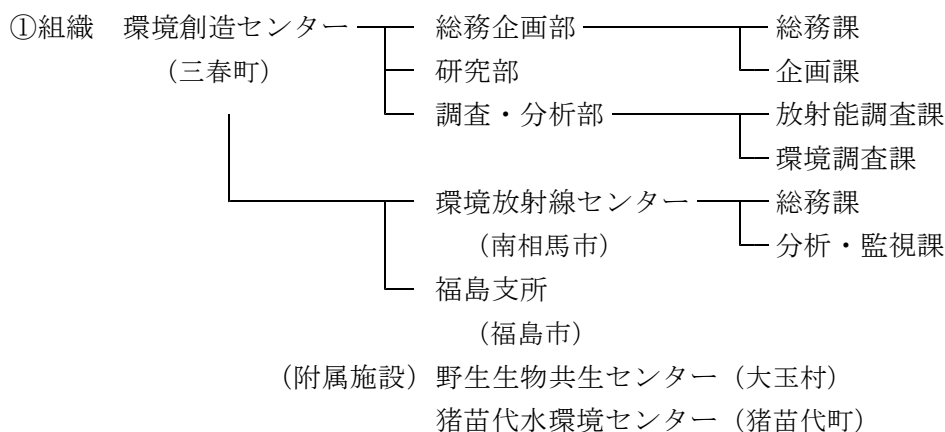 ①組織 環境創造センター 総務企画部 総務課
(三春町) 研究部 企画課
調査・分析部 放射能調査課
環境調査課
環境放射線センター 総務課
(南相馬市) 分析・監視課
福島支所
(福島市)
(附属施設) 野生生物共生センター(大玉村)
猪苗代水環境センター(猪苗代町)